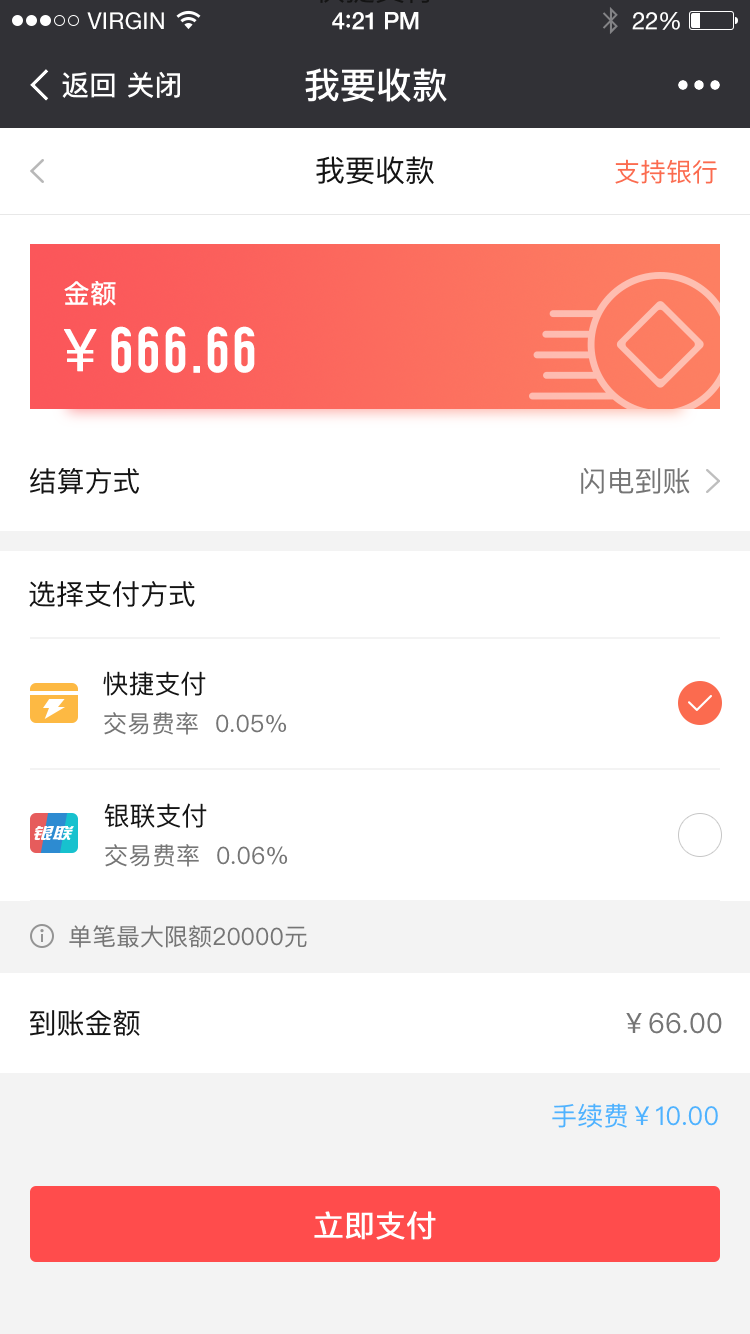 VIRGIN 4:21 PM 22%
返回 关闭 我要收款
我要收款 支持银行
金额
¥ 666.66
结算方式 闪电到账
选择支付方式
快捷支付
交易费率 0.05%
银联
银联支付
交易费率 0.06%
单笔最大限额20000元
到账金额 ¥ 66.00
手续费 ¥ 10.00
立即支付